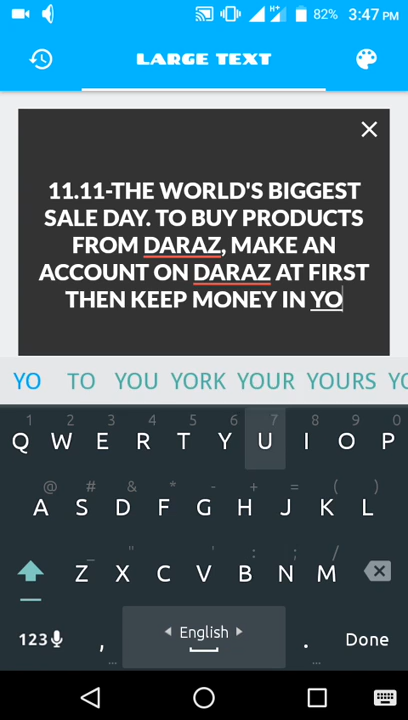 H+ 82% 3:47 PM
LARGE TEXT
11.11-THE WORLD'S BIGGEST
SALE DAY. TO BUY PRODUCTS
FROM DARAZ, MAKE AN
ACCOUNT ON DARAZ AT FIRST
THEN KEEP MONEY IN YO
YO TO YOU YORK YOUR YOURS YO
1 2 3 4 5 6 7 8 9 0
Q W E R T Y U I O P
@ # & * - + = ( )
A S D F G H J K L
_ " ' : ; /
Z X C V B N M
123 , English . Done